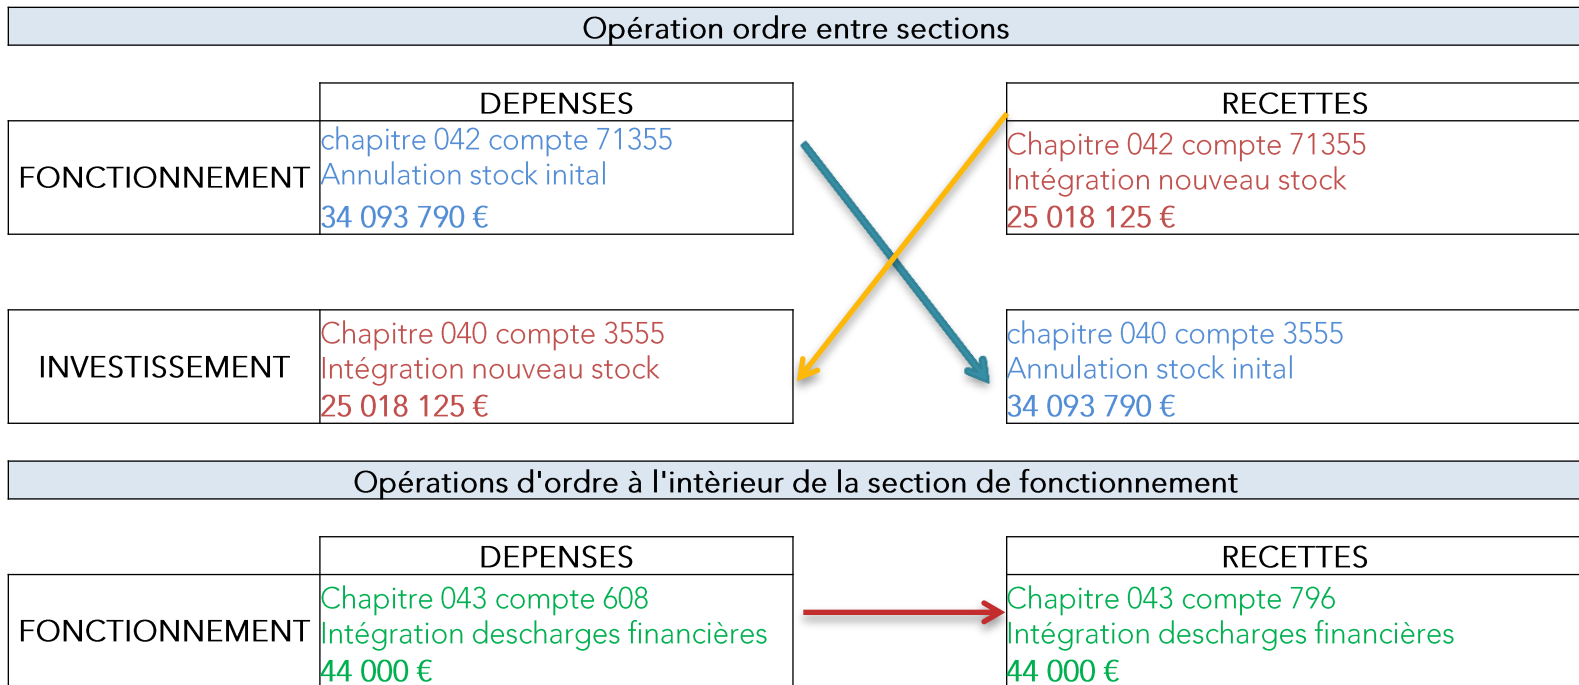 Opération ordre entre sections
DEPENSES
RECETTES
FONCTIONNEMENT
chapitre 042 compte 71355
Annulation stock inital
34 093 790 €
Chapitre 042 compte 71355
Intégration nouveau stock
25 018 125 €
INVESTISSEMENT
Chapitre 040 compte 3555
Intégration nouveau stock
25 018 125 €
chapitre 040 compte 3555
Annulation stock inital
34 093 790 €
Opérations d'ordre à l'intèrieur de la section de fonctionnement
DEPENSES
RECETTES
FONCTIONNEMENT
Chapitre 043 compte 608
Intégration descharges financières
44 000 €
Chapitre 043 compte 796
Intégration descharges financières
44 000 €